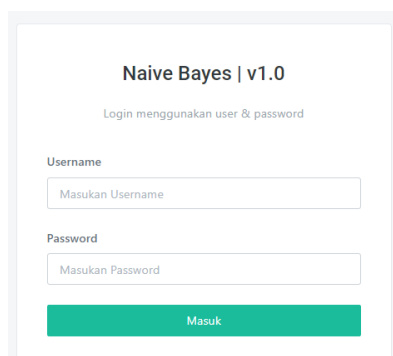 Naive Bayes | v1.0
Login menggunakan user & password
Username
Masukan Username
Password
Masukan Password
Masuk